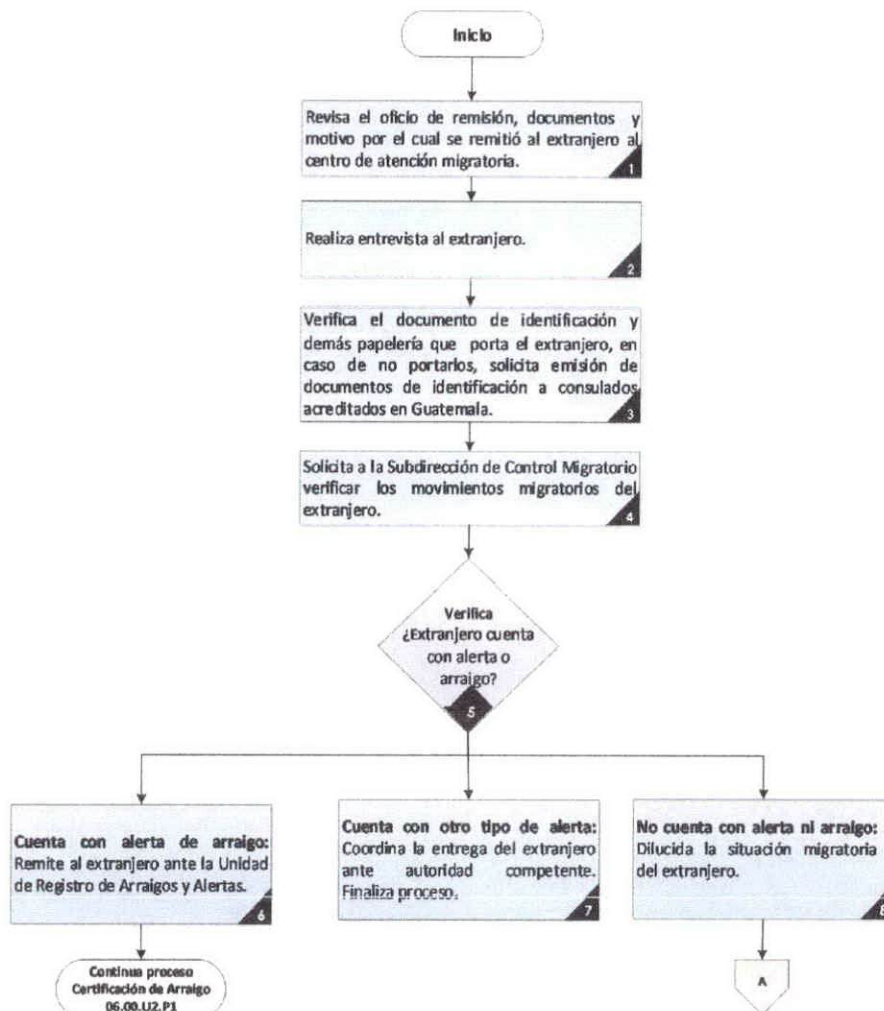 Inicio
Revisa el oficio de remisión, documentos y
motivo por el cual se remitió al extranjero al
centro de atención migratoria.
1
Realiza entrevista al extranjero.
2
Verifica el documento de identificación y
demás papelería que porta el extranjero, en
caso de no portarlos, solicita emisión de
documentos de identificación a consulados
acreditados en Guatemala.
3
Solicita a la Subdirección de Control Migratorio
verificar los movimientos migratorios del
extranjero.
4
Verifica
¿Extranjero cuenta
con alerta o
arraigo?
5
Cuenta con alerta de arraigo:
Remite al extranjero ante la Unidad
de Registro de Arraigos y Alertas.
6
Cuenta con otro tipo de alerta:
Coordina la entrega del extranjero
ante autoridad competente.
Finaliza proceso.
7
No cuenta con alerta ni arraigo:
Dilucida la situación migratoria
del extranjero.
8
Continua proceso
Certificación de Arraigo
06.00.U2.P1
A